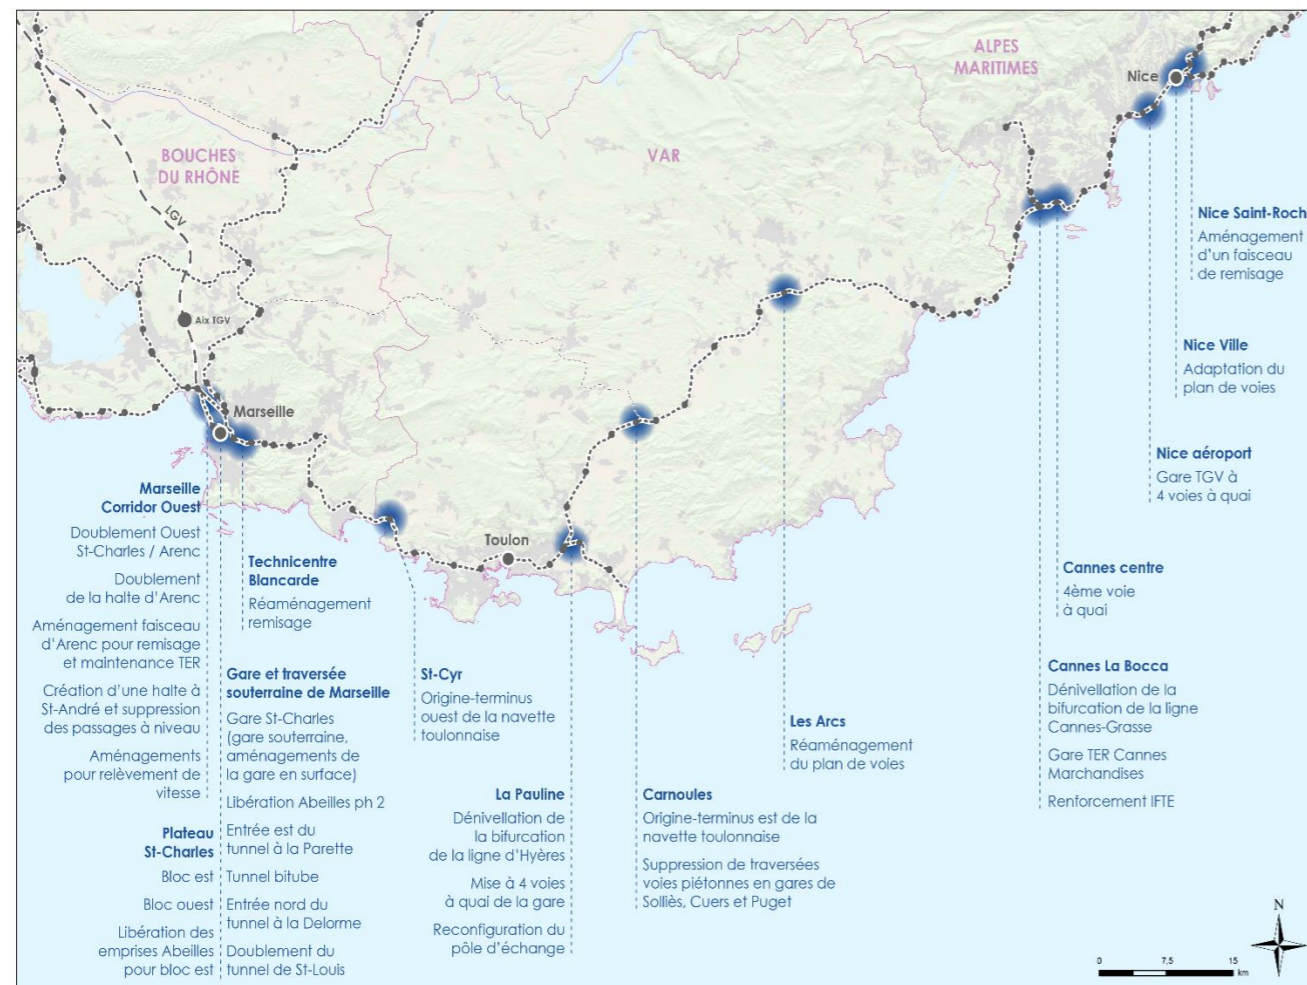 ALPES
MARITIMES
Nice
BOUCHES
DU RHÔNE
VAR
LGV
Aix TGV
Marseille
Toulon
Nice Saint-Roch
Aménagement
d'un faisceau
de remisage
Nice Ville
Adaptation du
plan de voies
Nice aéroport
Gare TGV à
4 voies à quai
Cannes centre
4ème voie
à quai
Cannes La Bocca
Dénivellation de la
bifurcation de la ligne
Cannes-Grasse
Gare TER Cannes
Marchandises
Renforcement IFTE
Marseille
Corridor Ouest
Doublement Ouest
St-Charles / Arenc
Doublement
de la halte d'Arenc
Aménagement faisceau
d'Arenc pour remisage
et maintenance TER
Création d'une halte à
St-André et suppression
des passages à niveau
Aménagements
pour relèvement de
vitesse
Plateau
St-Charles
Bloc est
Bloc ouest
Libération des
emprises Abeilles
pour bloc est
Technicentre
Blancarde
Réaménagement
remisage
Gare et traversée
souterraine de Marseille
Gare St-Charles
(gare souterraine,
aménagements de
la gare en surface)
Libération Abeilles ph 2
Entrée est du
tunnel à la Parette
Tunnel bitube
Entrée nord du
tunnel à la Delorme
Doublement du
tunnel de St-Louis
St-Cyr
Origine-terminus
ouest de la navette
toulonnaise
La Pauline
Dénivellation de
la bifurcation
de la ligne d'Hyères
Mise à 4 voies
à quai de la gare
Reconfiguration du
pôle d'échange
Carnoules
Origine-terminus est de la
navette toulonnaise
Suppression de traversées
voies piétonnes en gares de
Solliès, Cuers et Puget
Les Arcs
Réaménagement
du plan de voies
N
0 7,5 15
km